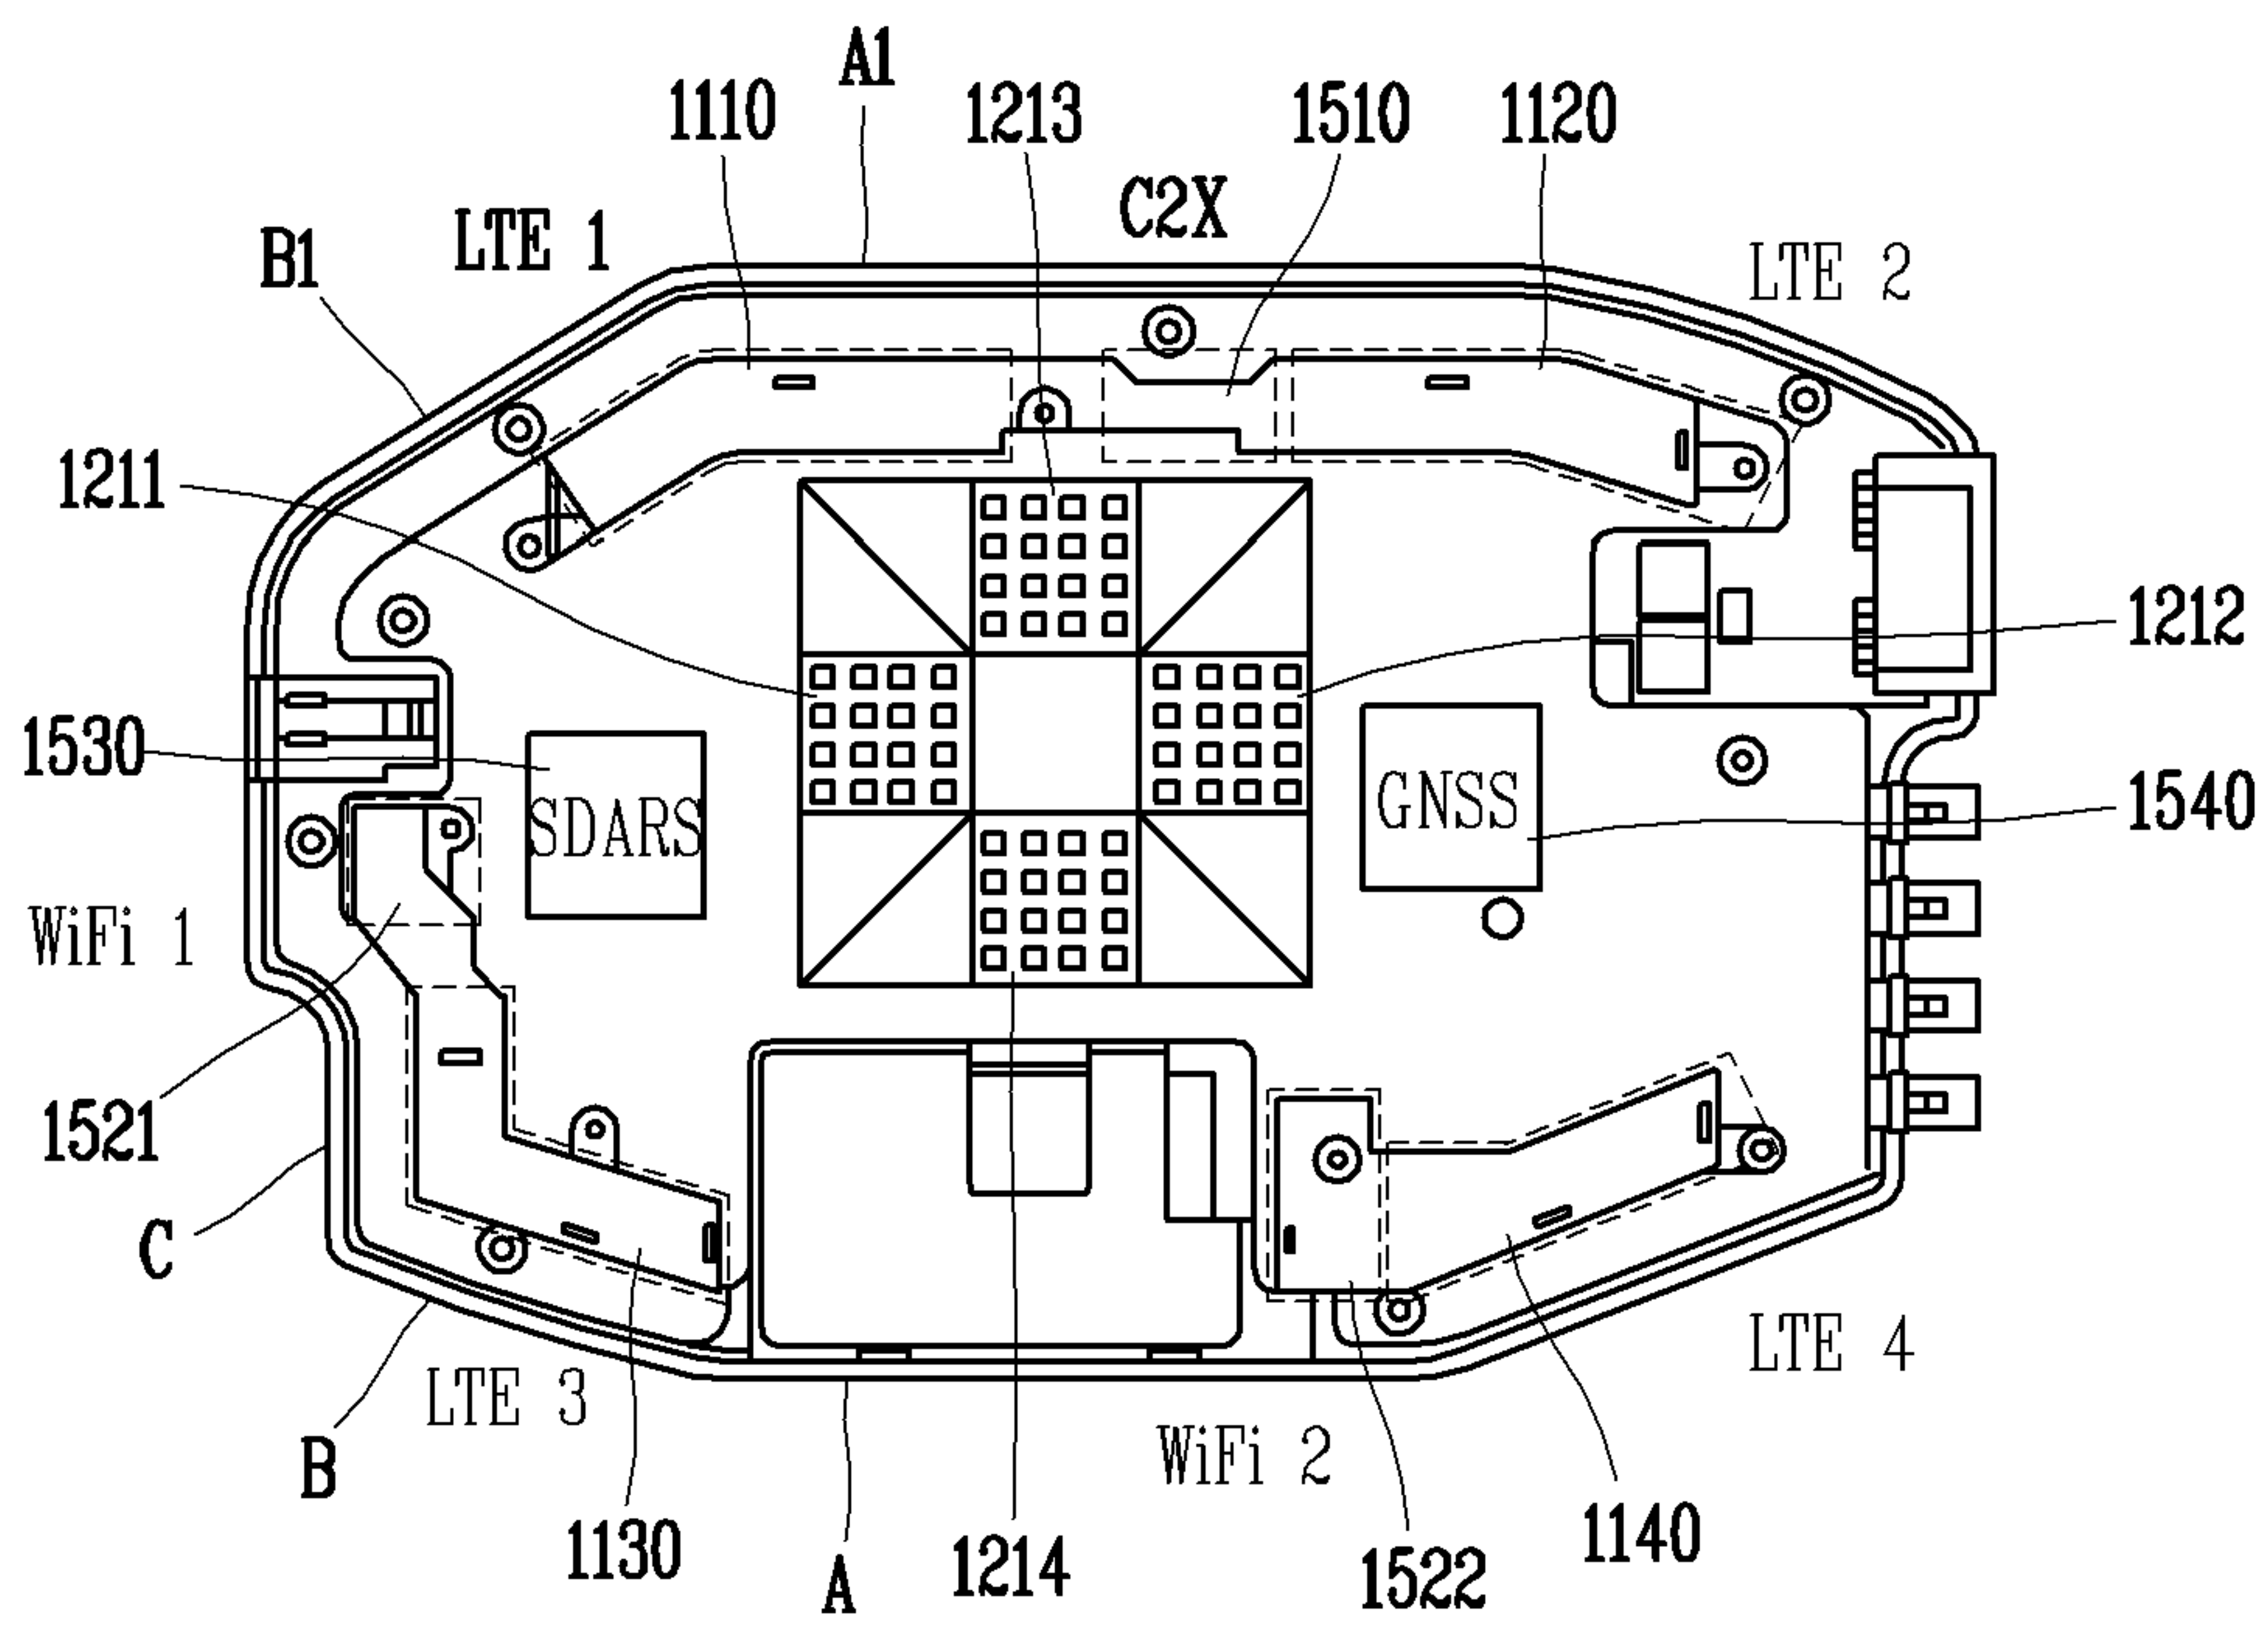 A1
1110
1213
1510
1120
C2X
LTE 1
B1
LTE 2
1211
1212
1530
SDARS
GNSS
1540
WiFi 1
1521
C
LTE 3
LTE 4
B
WiFi 2
1130
A
1214
1522
1140